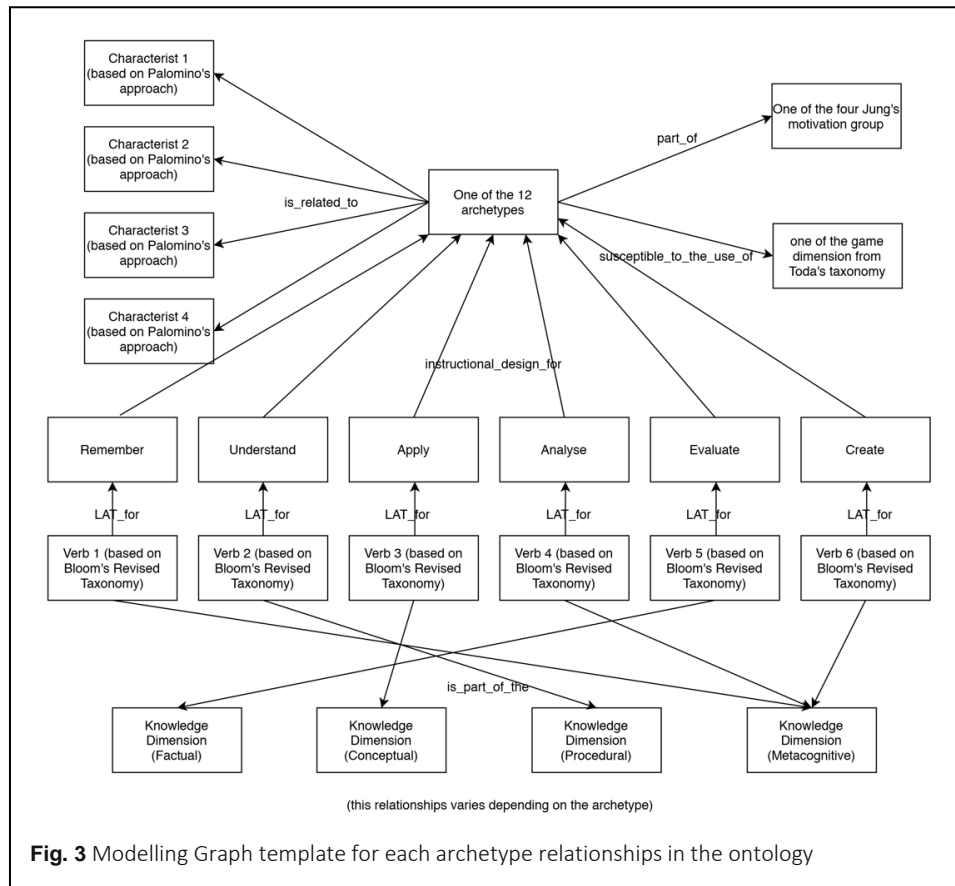 Characterist 1
(based on Palomino's
approach)
Characterist 2
(based on Palomino's
approach)
Characterist 3
(based on Palomino's
approach)
Characterist 4
(based on Palomino's
approach)
is_related_to
One of the 12
archetypes
part_of
One of the four Jung's
motivation group
susceptible_to_the_use_of
one of the game
dimension from
Toda's taxonomy
instructional_design_for
Remember
Understand
Apply
Analyse
Evaluate
Create
LAT_for
LAT_for
LAT_for
LAT_for
LAT_for
LAT_for
Verb 1 (based on
Bloom's Revised
Taxonomy)
Verb 2 (based on
Bloom's Revised
Taxonomy)
Verb 3 (based on
Bloom's Revised
Taxonomy)
Verb 4 (based on
Bloom's Revised
Taxonomy)
Verb 5 (based on
Bloom's Revised
Taxonomy)
Verb 6 (based on
Bloom's Revised
Taxonomy)
is_part_of_the
Knowledge
Dimension
(Factual)
Knowledge
Dimension
(Conceptual)
Knowledge
Dimension
(Procedural)
Knowledge
Dimension
(Metacognitive)
(this relationships varies depending on the archetype)
Fig. 3 Modelling Graph template for each archetype relationships in the ontology